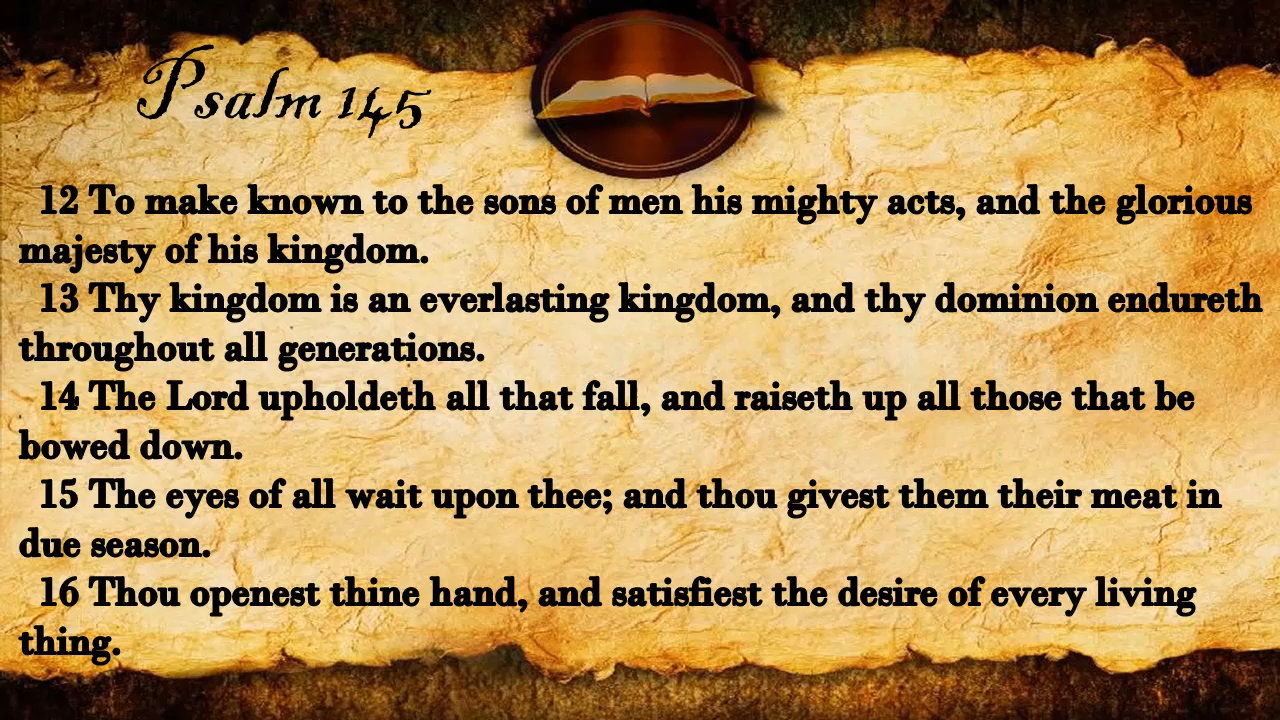 Psalm 145
12 To make known to the sons of men his mighty acts, and the glorious
majesty of his kingdom.
13 Thy kingdom is an everlasting kingdom, and thy dominion endureth
throughout all generations.
14 The Lord upholdeth all that fall, and raiseth up all those that be
bowed down.
15 The eyes of all wait upon thee; and thou givest them their meat in
due season.
16 Thou openest thine hand, and satisfiest the desire of every living
thing.